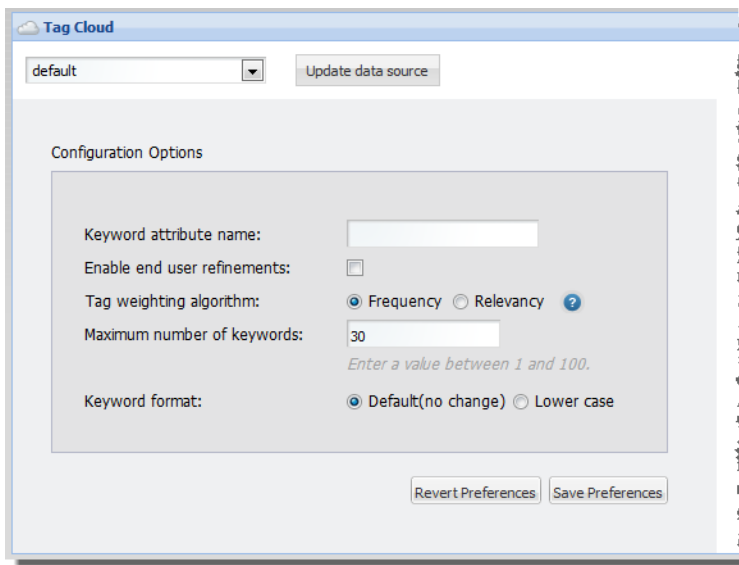 Tag Cloud
default
Update data source
Configuration Options
Keyword attribute name:
Enable end user refinements:
Tag weighting algorithm: Frequency Relevancy ?
Maximum number of keywords: 30
Enter a value between 1 and 100.
Keyword format: Default(no change) Lower case
Revert Preferences Save Preferences